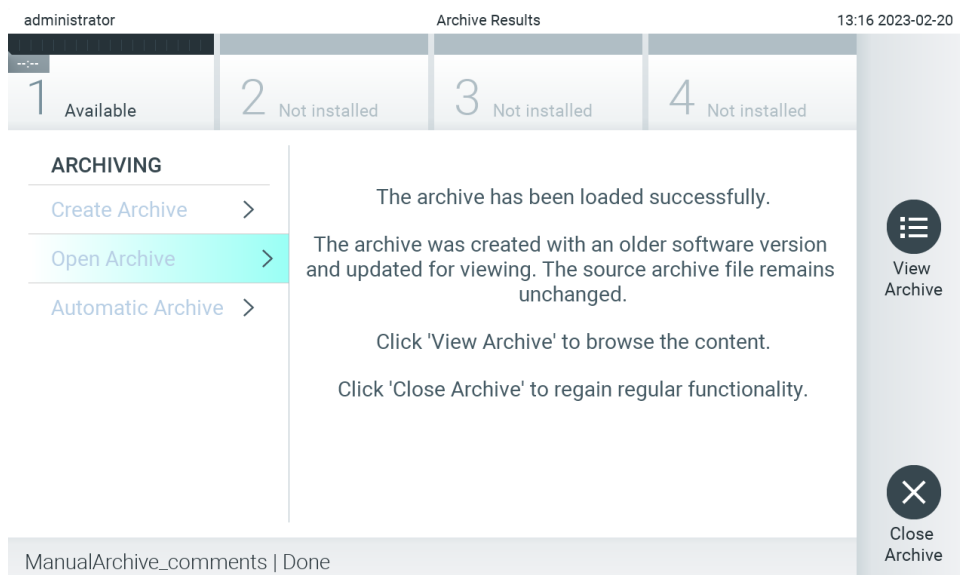 administrator
Archive Results
13:16 2023-02-20
--:--
1 Available
2 Not installed
3 Not installed
4 Not installed
ARCHIVING
Create Archive
Open Archive
Automatic Archive
The archive has been loaded successfully.
The archive was created with an older software version
and updated for viewing. The source archive file remains
unchanged.
Click 'View Archive' to browse the content.
Click 'Close Archive' to regain regular functionality.
View
Archive
Close
Archive
ManualArchive_comments | Done